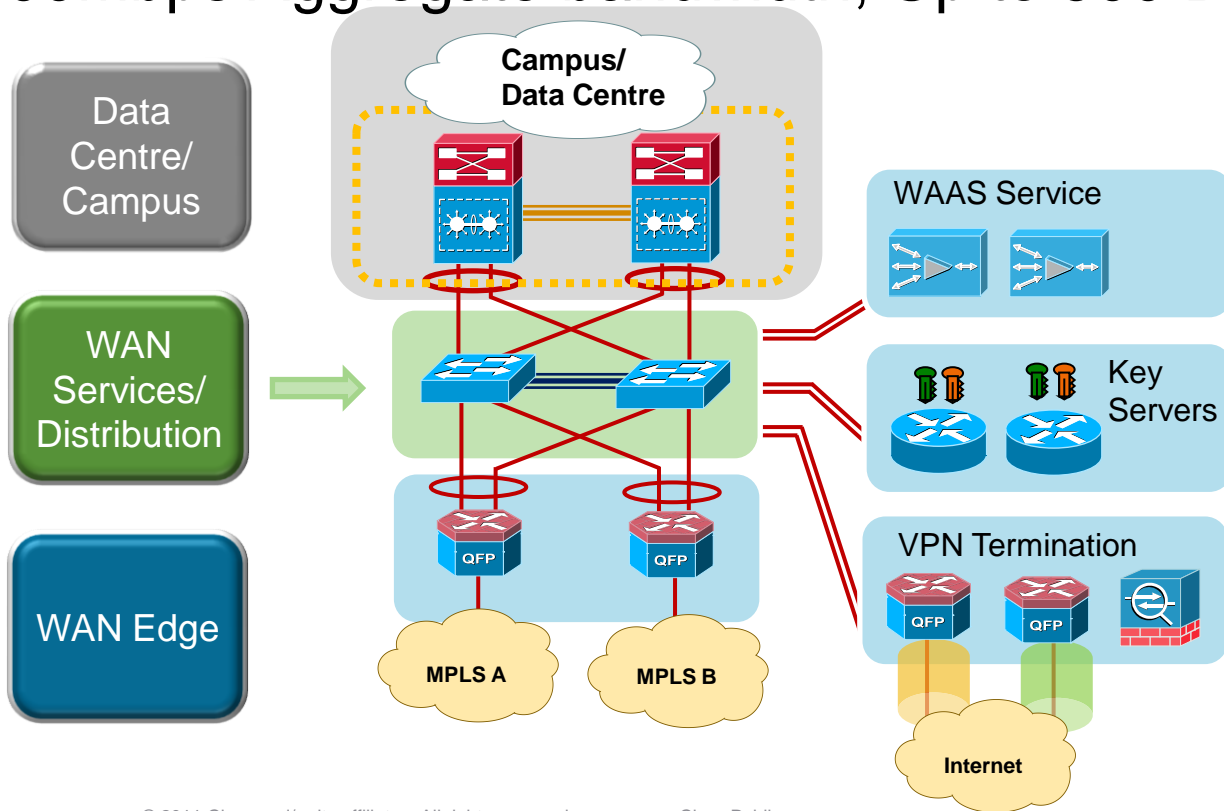 Aggregate
Data
Centre/
Campus
WAN
Services/
Distribution
WAN Edge
Campus/
Data Centre
QFP
QFP
MPLS A
MPLS B
WAAS Service
Key
Servers
VPN Termination
QFP
QFP
Internet